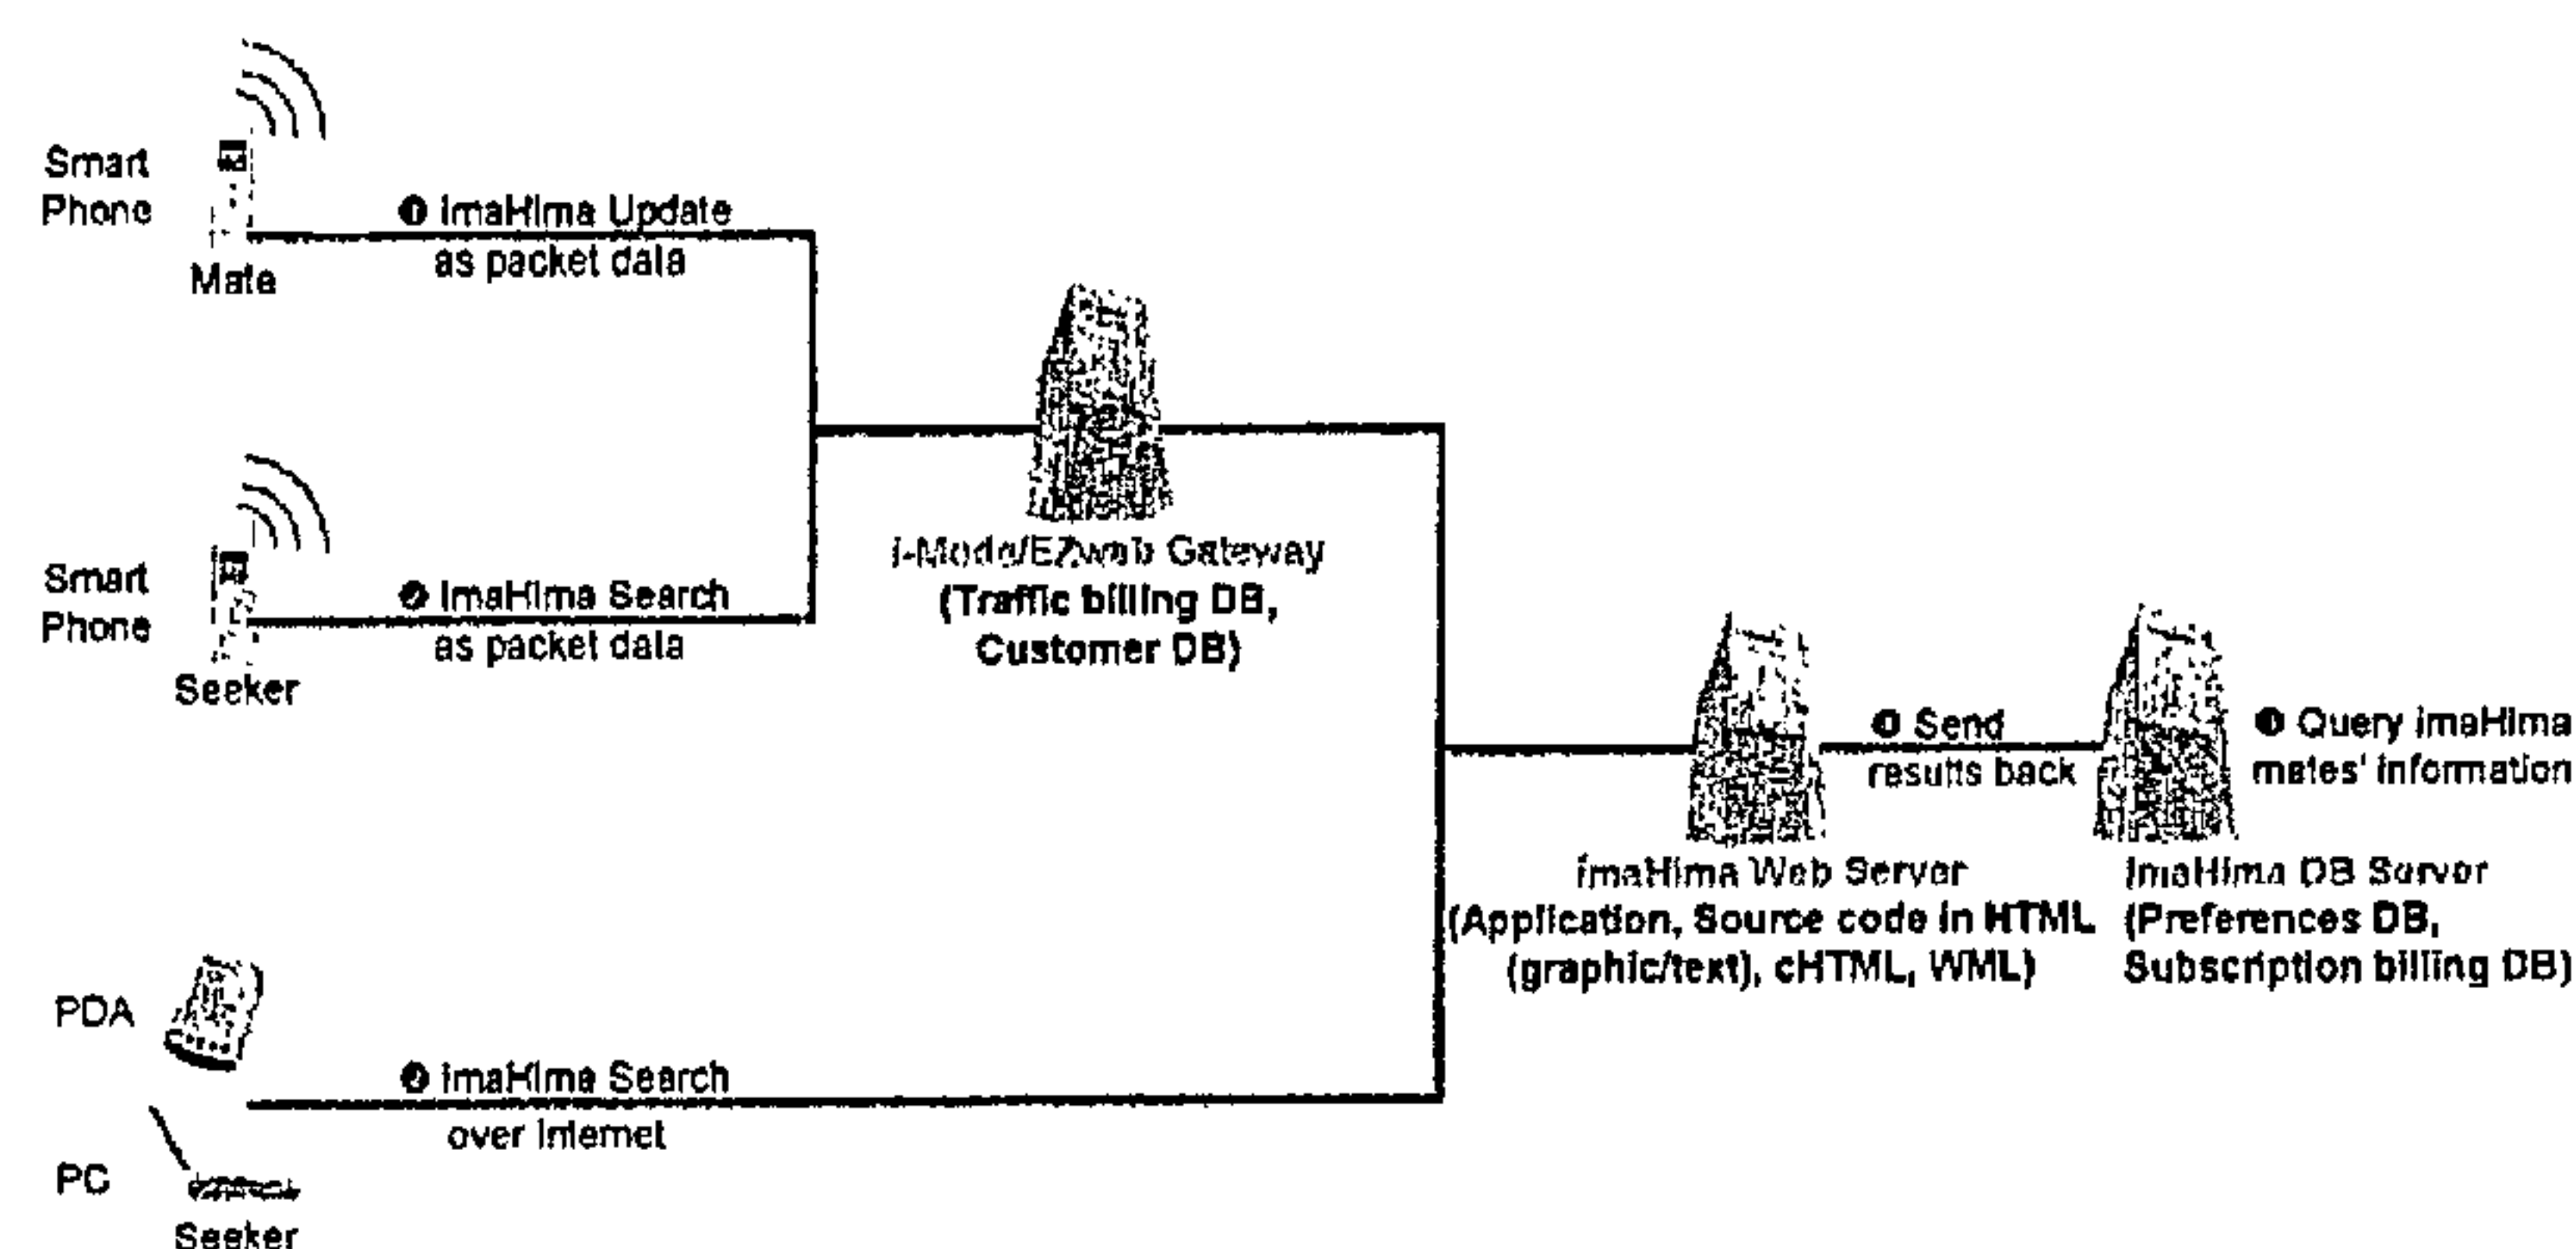 Smart
Phone
Mate
❶ ImaHima Update
as packet data
Smart
Phone
Seeker
❷ ImaHima Search
as packet data
i-Mode/EZweb Gateway
(Traffic billing DB,
Customer DB)
PDA
PC
Seeker
❷ ImaHima Search
over Internet
imaHima Web Server
(Application, Source code in HTML
(graphic/text), cHTML, WML)
Send
results back
ImaHima DB Server
(Preferences DB,
Subscription billing DB)
Query imaHima
mates' information